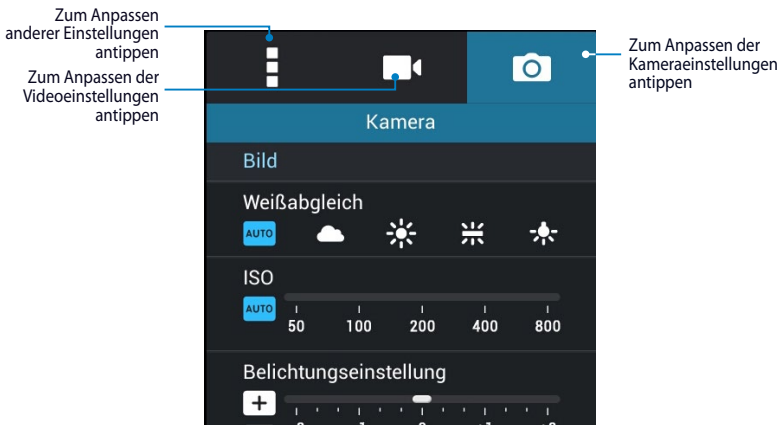 Zum Anpassen
anderer Einstellungen
antippen
Zum Anpassen der
Videoeinstellungen
antippen
Zum Anpassen der
Kameraeinstellungen
antippen
Kamera
Bild
Weißabgleich
AUTO
ISO
AUTO
50 100 200 400 800
Belichtungseinstellung